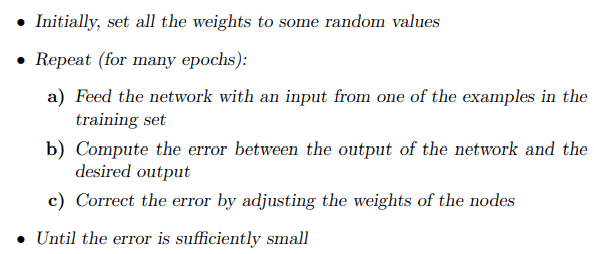 • Initially, set all the weights to some random values
• Repeat (for many epochs):
a) Feed the network with an input from one of the examples in the
training set
b) Compute the error between the output of the network and the
desired output
c) Correct the error by adjusting the weights of the nodes
• Until the error is sufficiently small